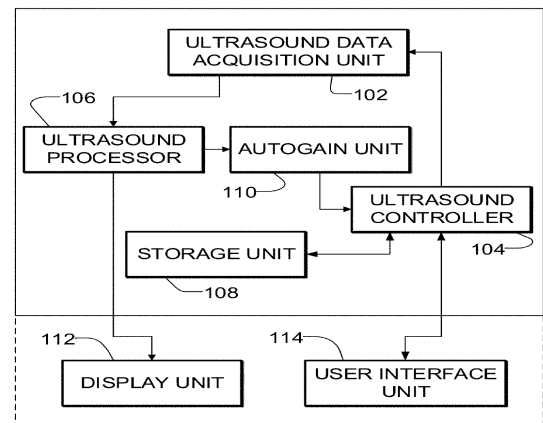 ULTRASOUND DATA
ACQUISITION UNIT
102
106
ULTRASOUND
PROCESSOR
AUTOGAIN UNIT
110
ULTRASOUND
CONTROLLER
104
STORAGE UNIT
108
112
DISPLAY UNIT
114
USER INTERFACE
UNIT